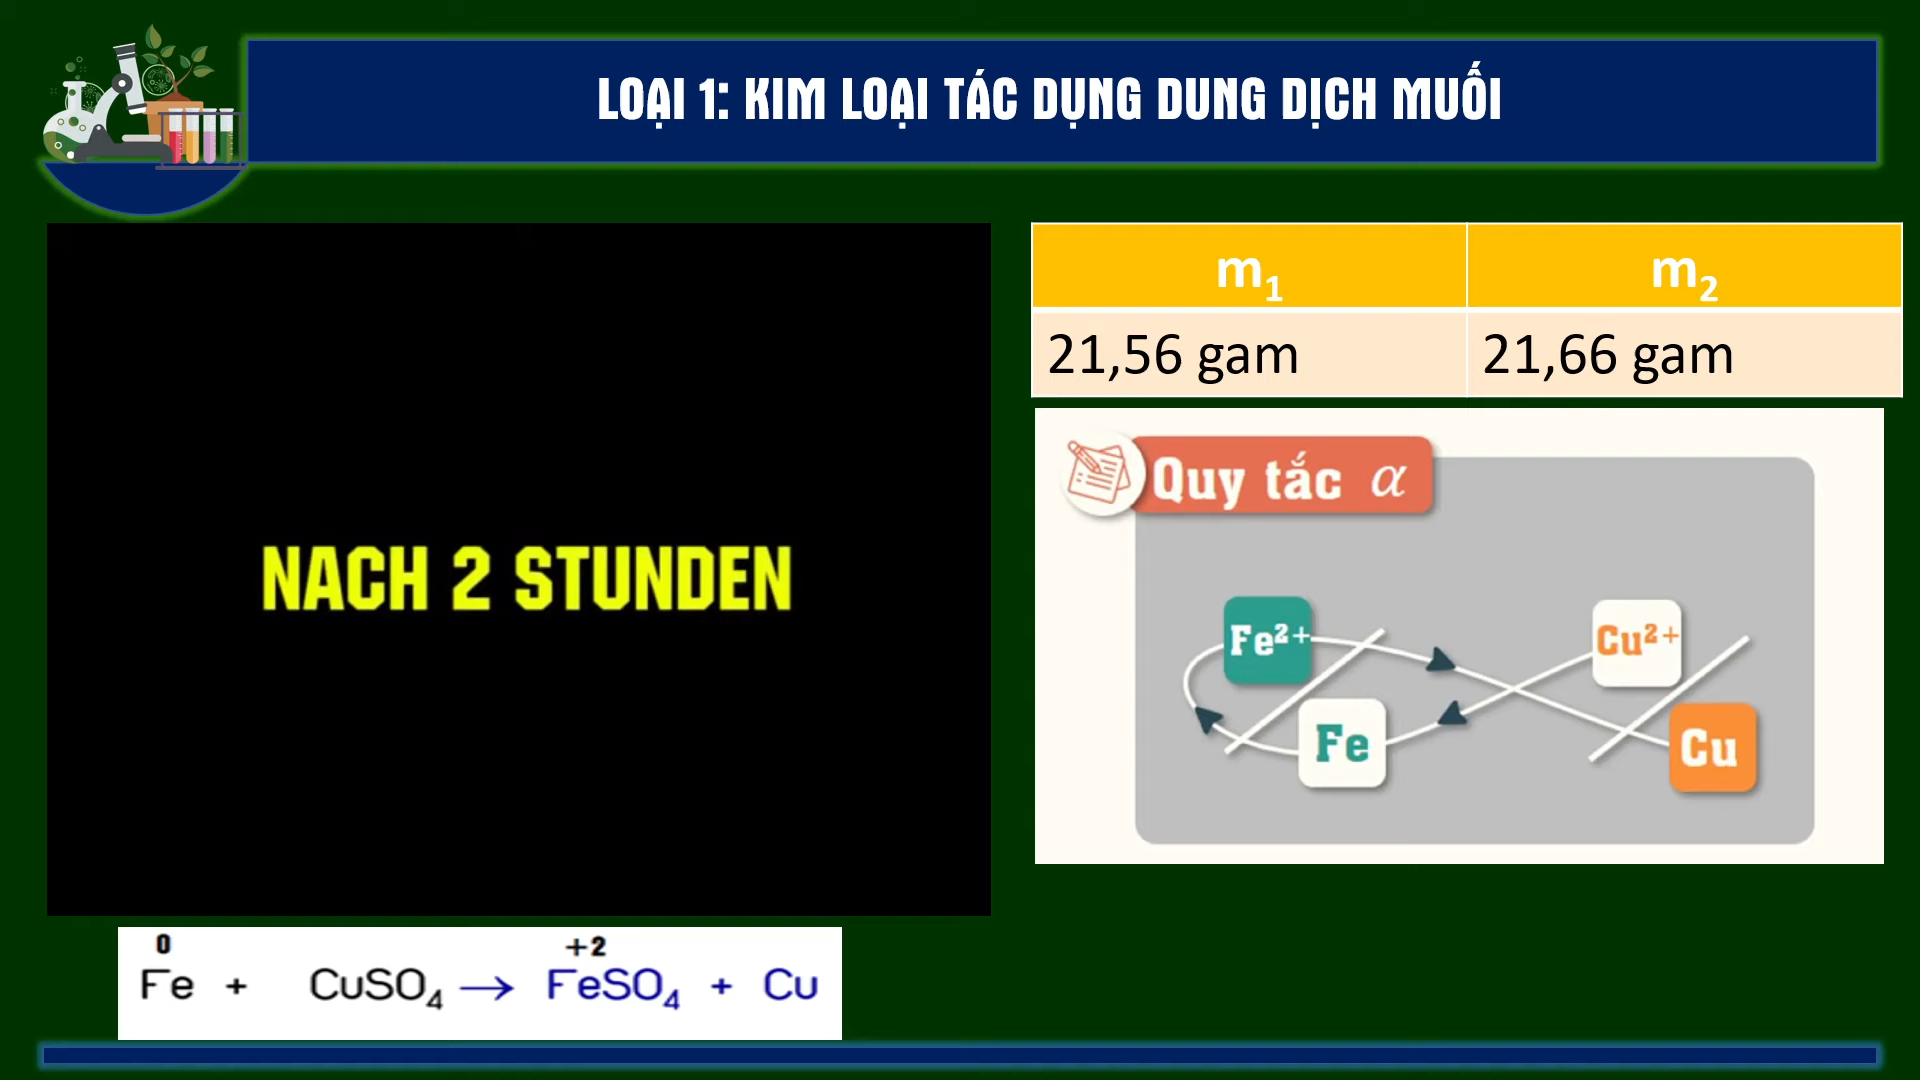 LOẠI 1: KIM LOẠI TÁC DỤNG DUNG DỊCH MUỐI
NACH 2 STUNDEN
m₁ m₂
21,56 gam 21,66 gam
Quy tắc α
Fe²⁺ Cu²⁺
Fe Cu
0 +2
Fe + CuSO₄ → FeSO₄ + Cu